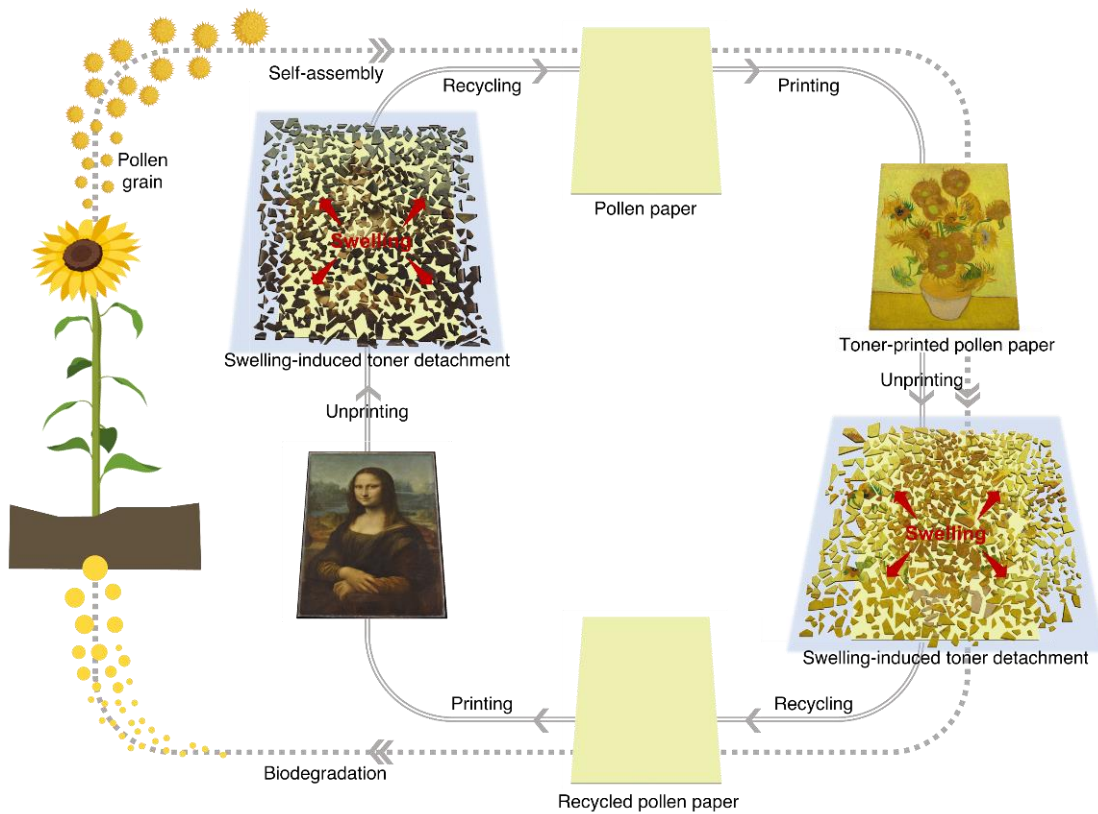 Self-assembly
Recycling
Printing
Pollen
grain
Pollen paper
Swelling
Swelling-induced toner detachment
Toner-printed pollen paper
Unprinting
Unprinting
Swelling
Swelling-induced toner detachment
Printing
Recycling
Biodegradation
Recycled pollen paper